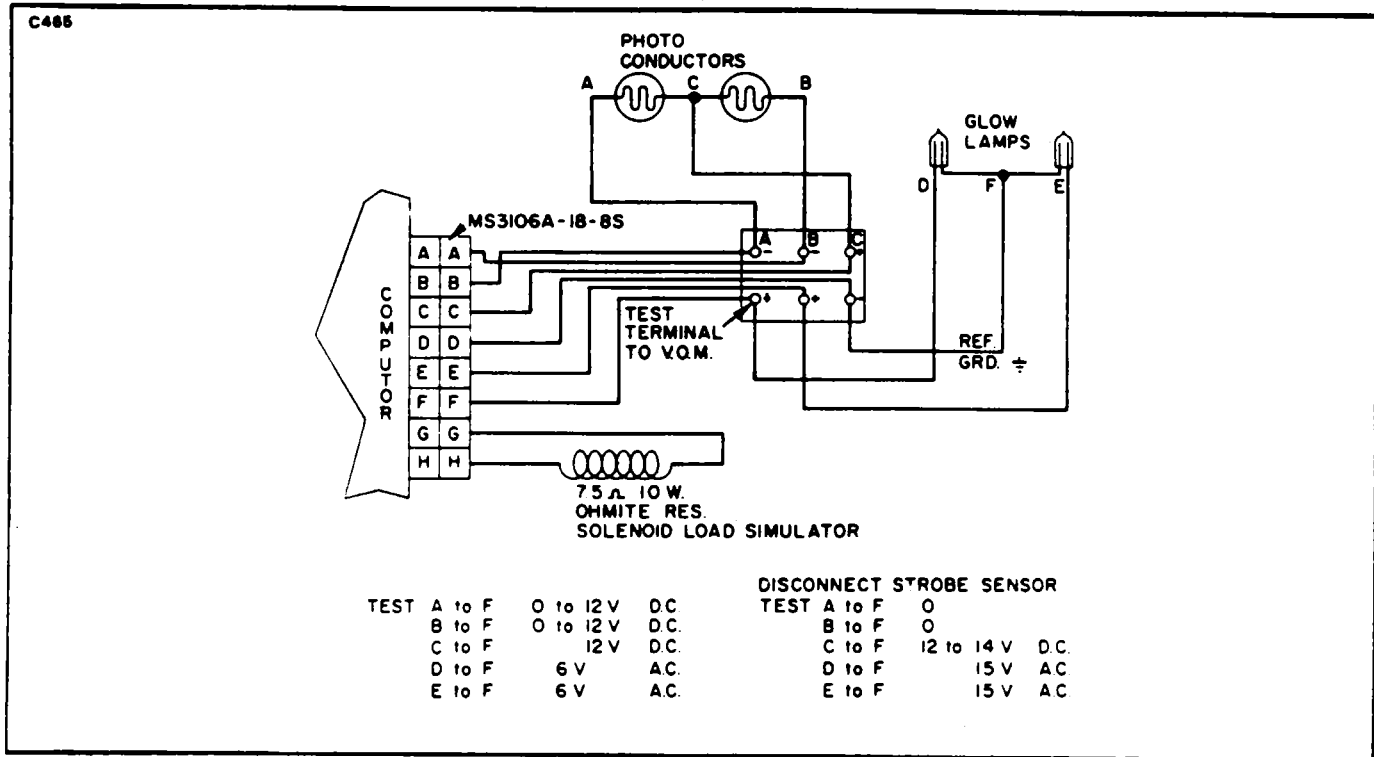 C465
PHOTO
CONDUCTORS
A C B
GLOW
LAMPS
D F E
MS3106A-18-8S
A A
B B
C C
D D
E E
F F
G G
H H
COMPUTOR
A B C
- - +
+ + -
TEST
TERMINAL
TO V.O.M.
REF.
GRD.
7.5 Ω 10 W.
OHMITE RES.
SOLENOID LOAD SIMULATOR
TEST A to F 0 to 12 V D.C.
B to F 0 to 12 V D.C.
C to F 12 V D.C.
D to F 6 V A.C.
E to F 6 V A.C.
DISCONNECT STROBE SENSOR
TEST A to F 0
B to F 0
C to F 12 to 14 V D.C.
D to F 15 V A.C.
E to F 15 V A.C.